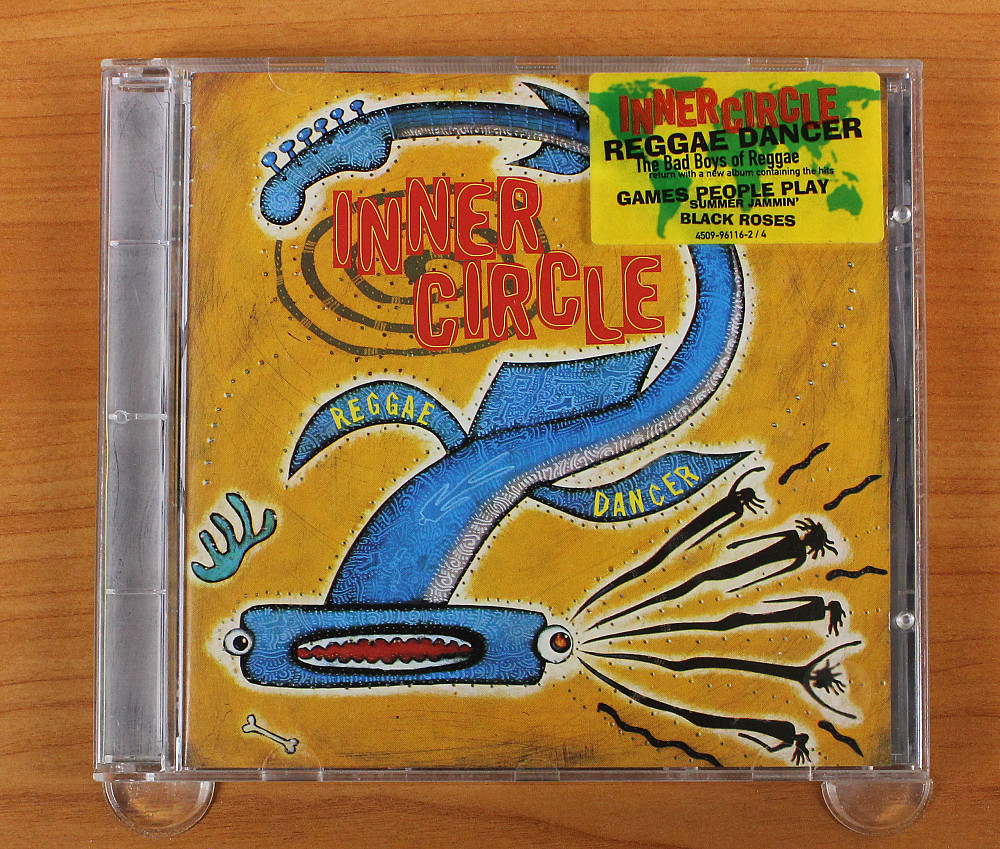 INNER
CIRCLE
REGGAE
DANCER
INNER CIRCLE
REGGAE DANCER
The Bad Boys of Reggae
return with a new album containing the hits
GAMES PEOPLE PLAY
SUMMER JAMMIN'
BLACK ROSES
4509-96116-2 / 4